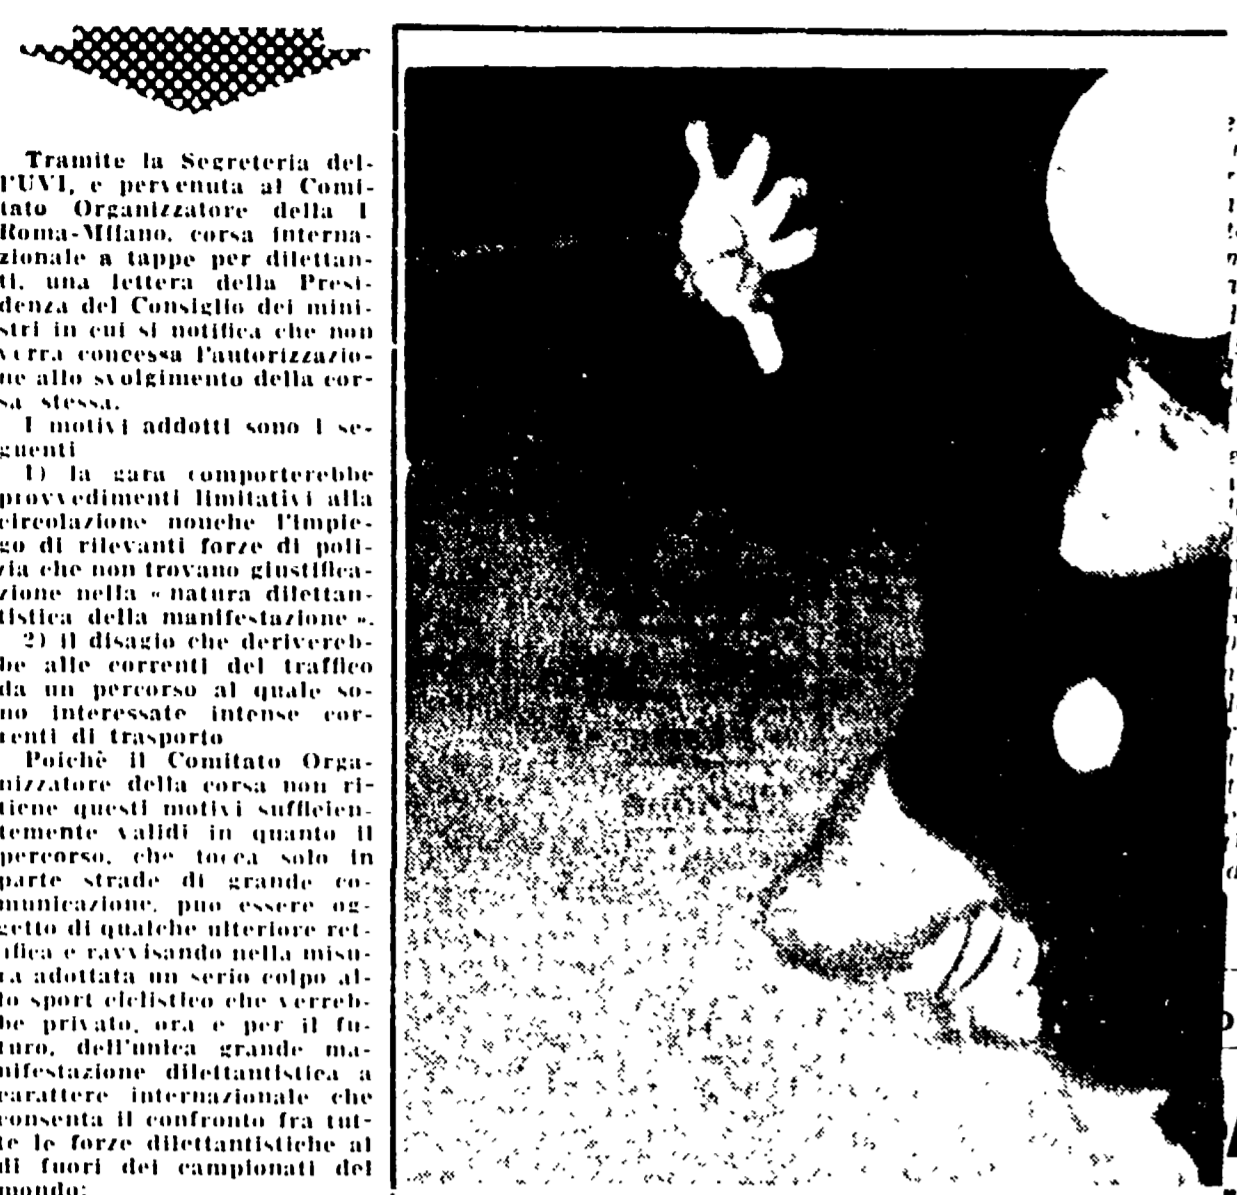 Tramite la Segreteria del-
l'UVI, e pervenuta al Comi-
tato Organizzatore della I
Roma-Milano, corsa interna-
zionale a tappe per dilettan-
ti, una lettera della Presi-
denza del Consiglio dei mini-
stri in cui si notifica che non
verra concessa l'autorizzazio-
ne allo svolgimento della cor-
sa stessa.
I motivi addotti sono i se-
guenti
1) la gara comporterebbe
provvedimenti limitativi alla
circolazione nonche l'impie-
go di rilevanti forze di poli-
zia che non trovano giustifica-
zione nella « natura dilettan-
tistica della manifestazione ».
2) il disagio che derivereb-
be alle correnti del traffico
da un percorso al quale so-
no interessate intense cor-
renti di trasporto
Poichè il Comitato Orga-
nizzatore della corsa non ri-
tiene questi motivi sufficien-
temente validi in quanto il
percorso, che tocca solo in
parte strade di grande co-
municazione, puo essere og-
getto di qualche ulteriore ret-
tifica e ravvisando nella misu-
ra adottata un serio colpo al-
lo sport ciclistico che verreb-
be privato, ora e per il fu-
turo, dell'unica grande ma-
nifestazione dilettantistica a
carattere internazionale che
consenta il confronto fra tut-
te le forze dilettantistiche al
di fuori dei campionati del
mondo: